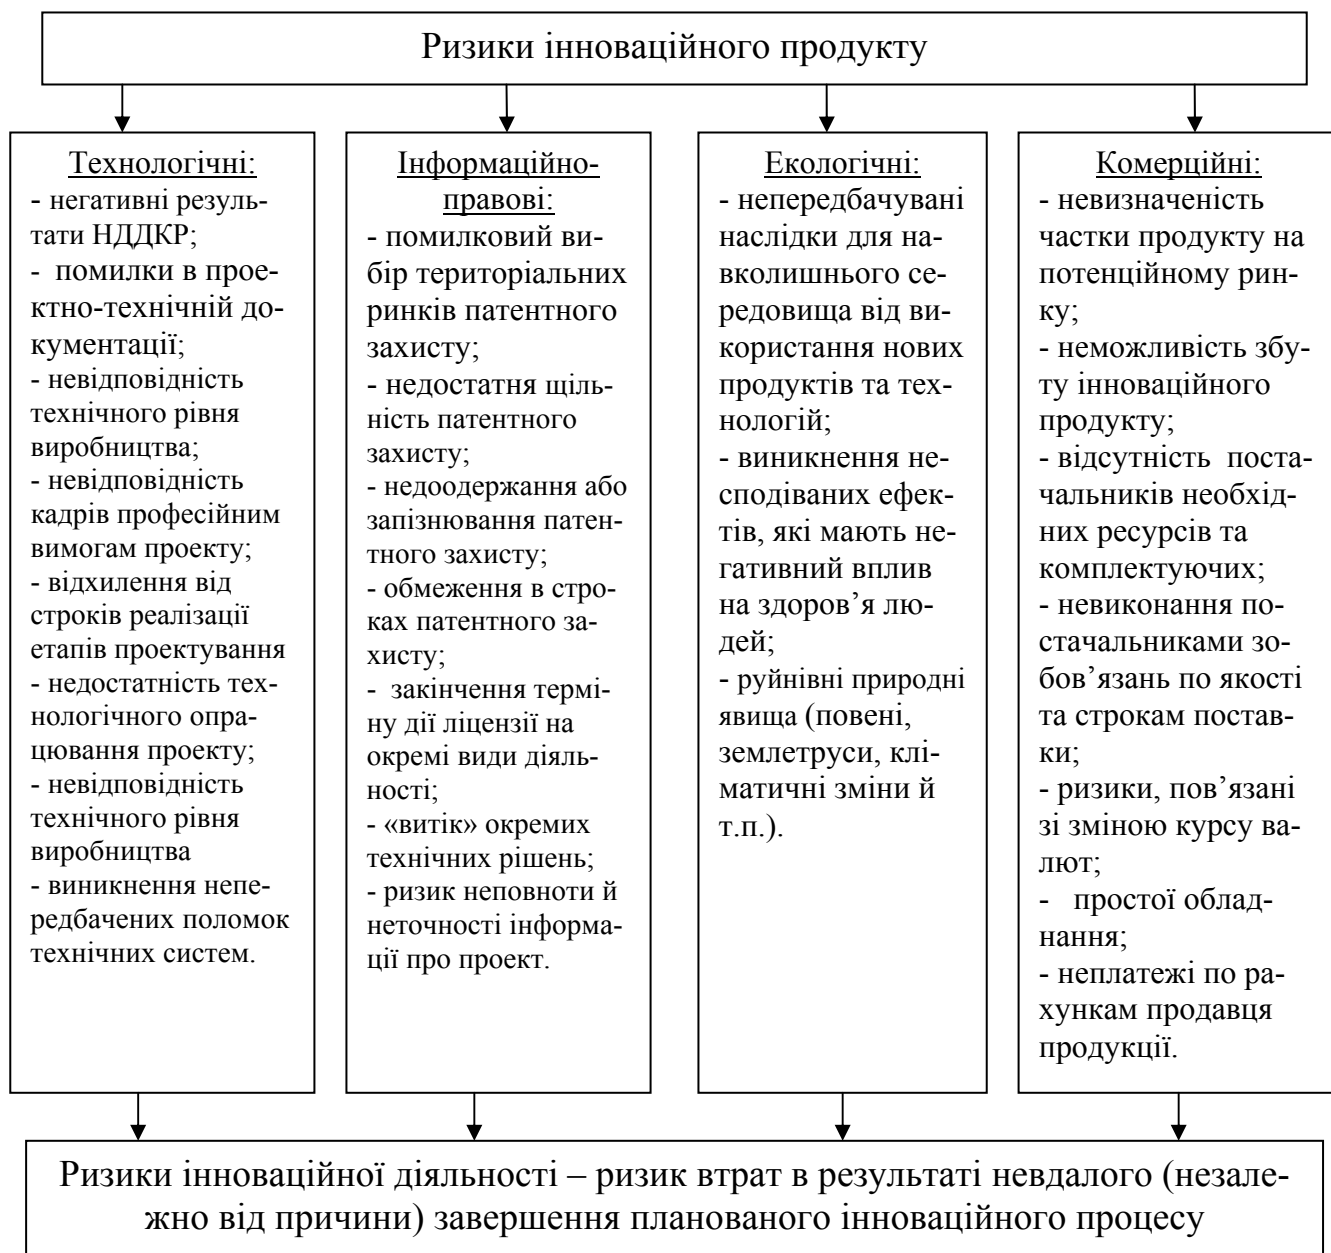 Ризики інноваційного продукту
Технологічні:
- негативні резуль-
тати НДДКР;
- помилки в прое-
ктно-технічній до-
кументації;
- невідповідність
технічного рівня
виробництва;
- невідповідність
кадрів професійним
вимогам проекту;
- відхилення від
строків реалізації
етапів проектування
- недостатність тех-
нологічного опра-
цювання проекту;
- невідповідність
технічного рівня
виробництва
- виникнення непе-
редбачених поломок
технічних систем.
Інформаційно-
правові:
- помилковий ви-
бір територіальних
ринків патентного
захисту;
- недостатня щіль-
ність патентного
захисту;
- недоодержання або
запізнювання патен-
тного захисту;
- обмеження в стро-
ках патентного за-
хисту;
- закінчення термі-
ну дії ліцензії на
окремі види діяль-
ності;
- «витік» окремих
технічних рішень;
- ризик неповноти й
неточності інформа-
ції про проект.
Екологічні:
- непередбачувані
наслідки для на-
вколишнього се-
редовища від ви-
користання нових
продуктів та тех-
нологій;
- виникнення не-
сподіваних ефек-
тів, які мають не-
гативний вплив
на здоров’я лю-
дей;
- руйнівні природні
явища (повені,
землетруси, клі-
матичні зміни й
т.п.).
Комерційні:
- невизначеність
частки продукту на
потенційному рин-
ку;
- неможливість збу-
ту інноваційного
продукту;
- відсутність поста-
чальників необхід-
них ресурсів та
комплектуючих;
- невиконання по-
стачальниками зо-
бов’язань по якості
та строкам постав-
ки;
- ризики, пов’язані
зі зміною курсу ва-
лют;
- простої облад-
нання;
- неплатежі по ра-
хункам продавця
продукції.
Ризики інноваційної діяльності – ризик втрат в результаті невдалого (незале-
жно від причини) завершення планованого інноваційного процесу